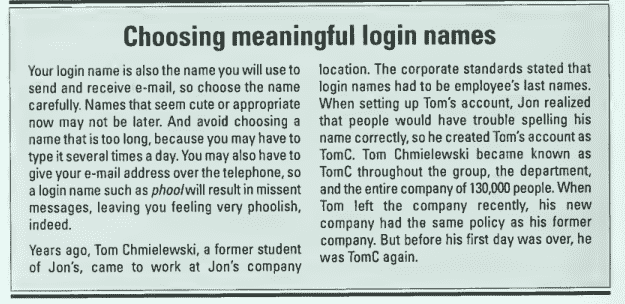 Choosing meaningful login names
Your login name is also the name you will use to
send and receive e-mail, so choose the name
carefully. Names that seem cute or appropriate
now may not be later. And avoid choosing a
name that is too long, because you may have to
type it several times a day. You may also have to
give your e-mail address over the telephone, so
a login name such as phool will result in missent
messages, leaving you feeling very phoolish,
indeed.
Years ago, Tom Chmielewski, a former student
of Jon's, came to work at Jon's company
location. The corporate standards stated that
login names had to be employee's last names.
When setting up Tom's account, Jon realized
that people would have trouble spelling his
name correctly, so he created Tom's account as
TomC. Tom Chmielewski became known as
TomC throughout the group, the department,
and the entire company of 130,000 people. When
Tom left the company recently, his new
company had the same policy as his former
company. But before his first day was over, he
was TomC again.